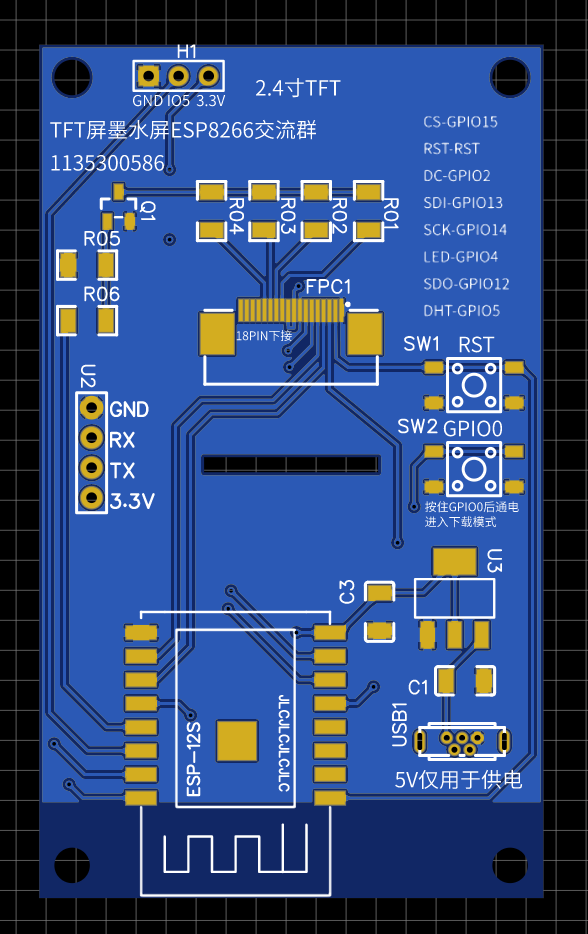 H1
GND IO5 3.3V
2.4寸TFT
TFT屏墨水屏ESP8266交流群
1135300586
CS-GPIO15
RST-RST
DC-GPIO2
SDI-GPIO13
SCK-GPIO14
LED-GPIO4
SDO-GPIO12
DHT-GPIO5
Q1
R04
R03
R02
R01
R05
R06
FPC1
18PIN下接
SW1
RST
U2
GND
RX
TX
3.3V
SW2
GPIO0
按住GPIO0后通电
进入下载模式
U3
C3
C1
USB1
5V仅用于供电
ESP-12S
JLCJLCJLCJLC